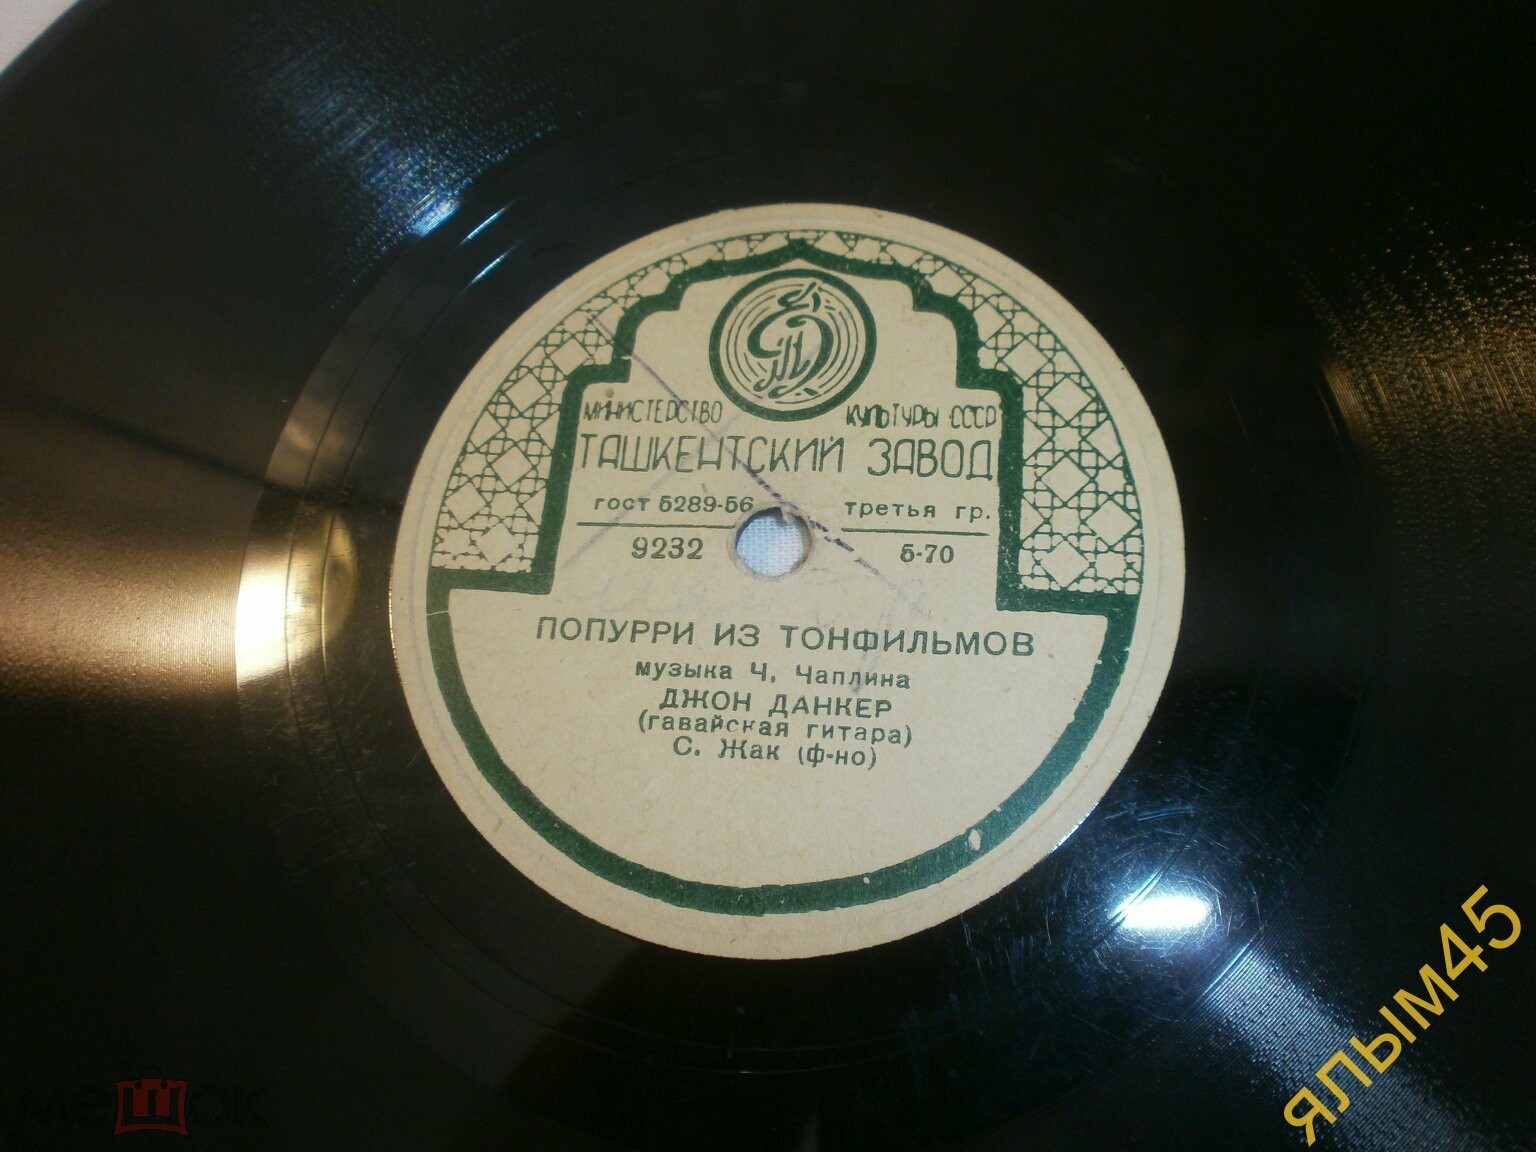 МИНИСТЕРСТВО КУЛЬТУРЫ СССР
ТАШКЕНТСКИЙ ЗАВОД
гост 5289-56 третья гр.
9232 5-70
ПОПУРРИ ИЗ ТОНФИЛЬМОВ
музыка Ч. Чаплина
ДЖОН ДАНКЕР
(гавайская гитара)
С. Жак (ф-но)
ялым45
мешок